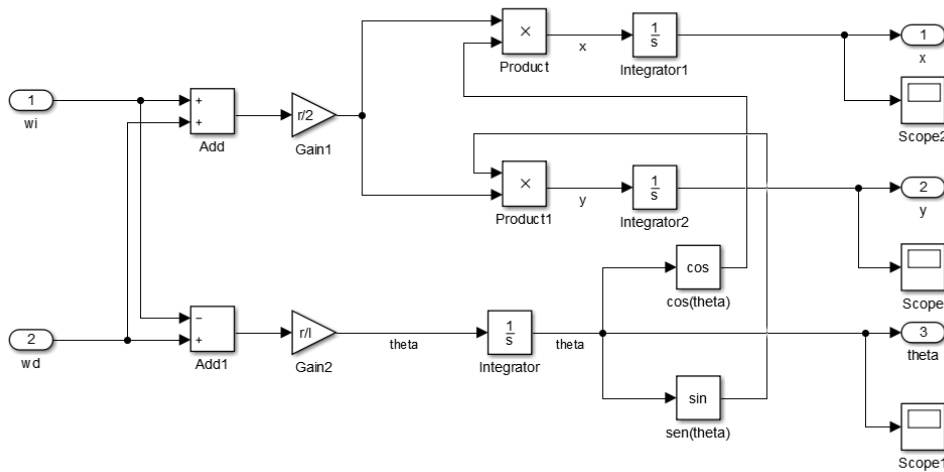 1
wi
+
+
Add
r/2
Gain1
×
Product
x
1
s
Integrator1
1
x
Scope2
×
Product1
y
1
s
Integrator2
2
y
Scope
cos
cos(theta)
2
wd
−
+
Add1
r/l
Gain2
theta
1
s
Integrator
theta
3
theta
sin
sen(theta)
Scope1